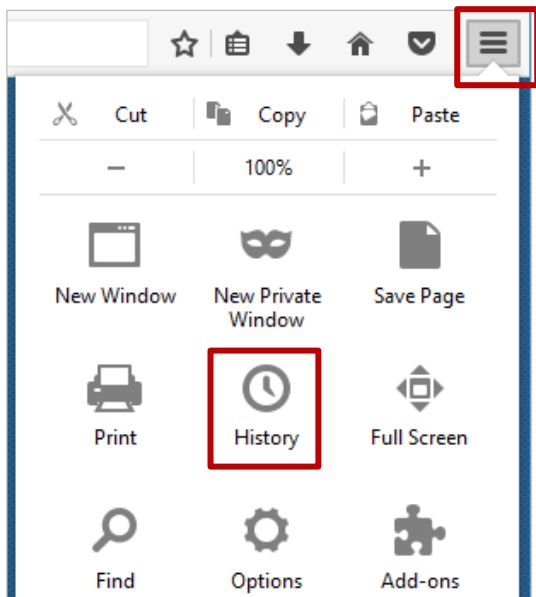 Cut Copy Paste
100%
New Window New Private Window Save Page
Print History Full Screen
Find Options Add-ons